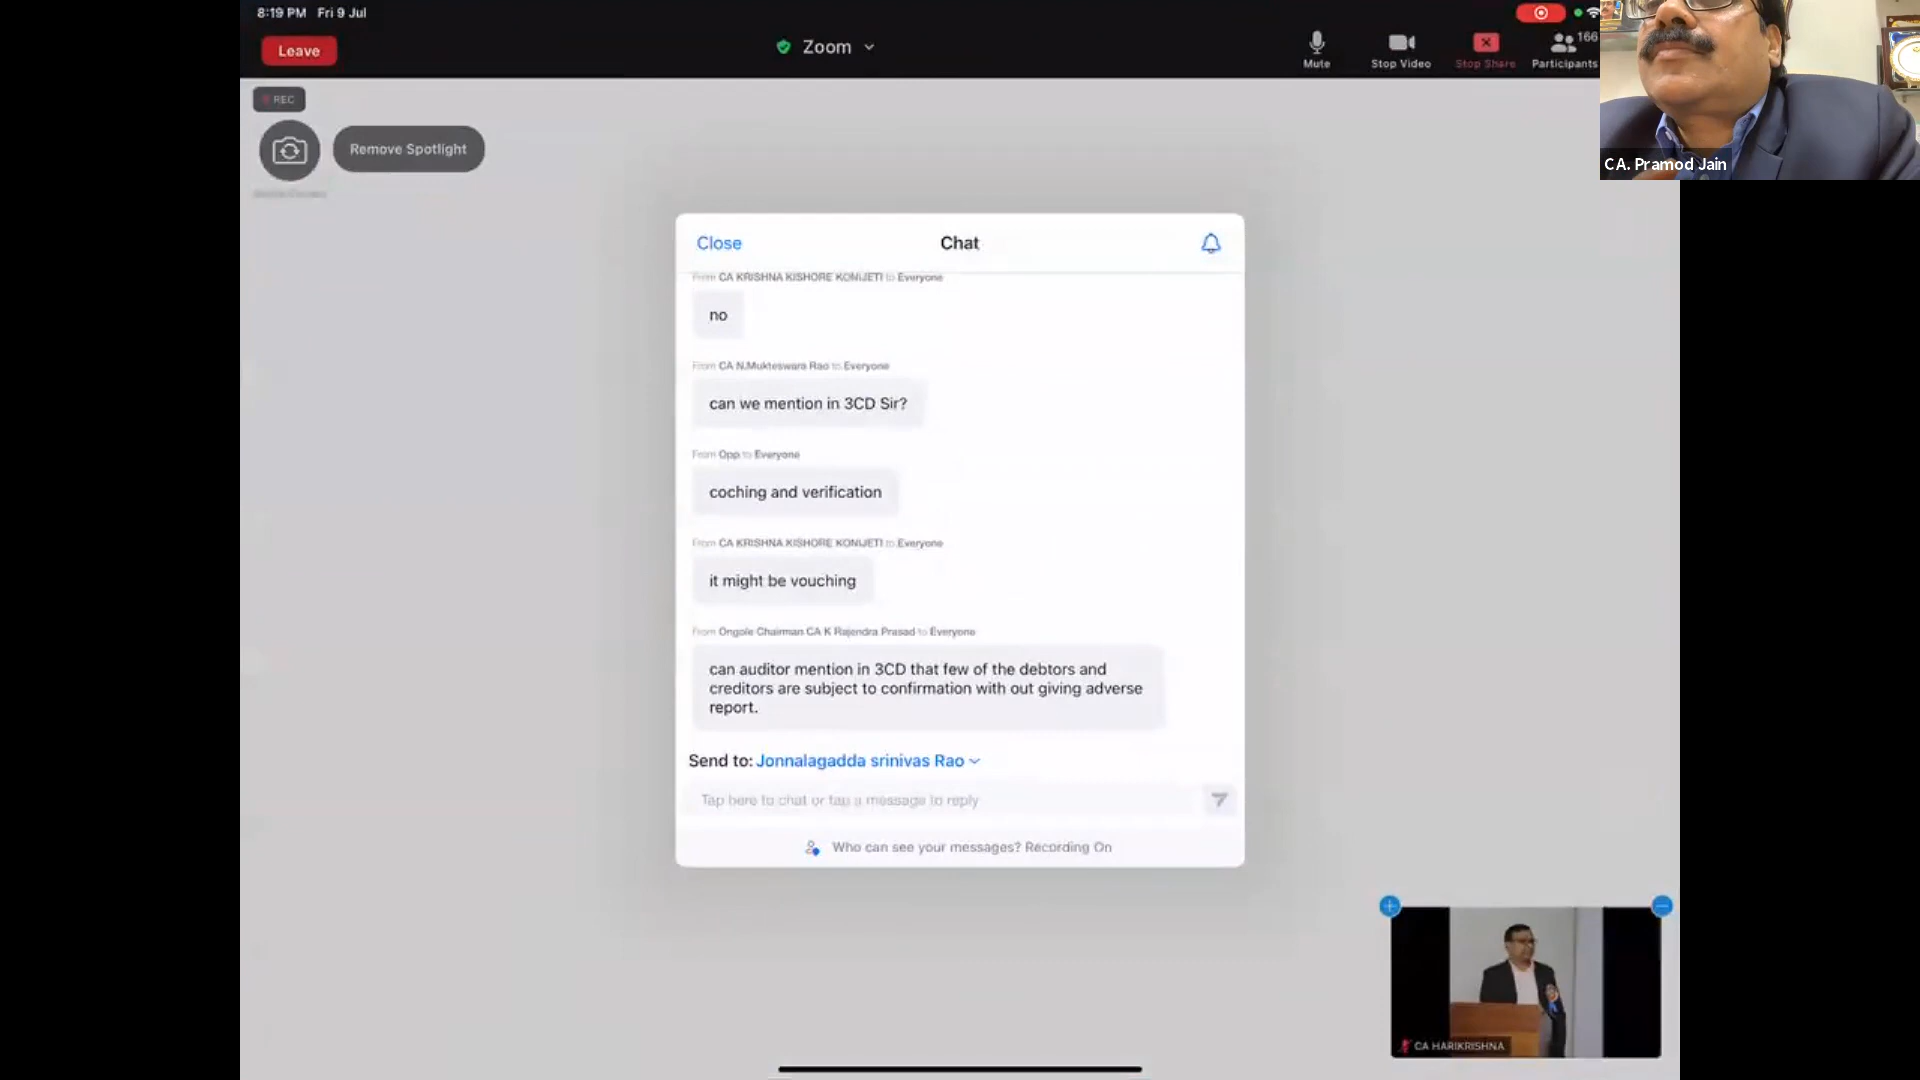 8:19 PM Fri 9 Jul
Leave
Zoom
Mute
Stop Video
Stop Share
166
Participants
CA. Pramod Jain
REC
Remove Spotlight
Close
Chat
From CA KRISHNA KISHORE KONIJETI to Everyone
no
From CA N.Mukteswara Rao to Everyone
can we mention in 3CD Sir?
From Opp to Everyone
coching and verification
From CA KRISHNA KISHORE KONIJETI to Everyone
it might be vouching
From Ongole Chairman CA K Rajendra Prasad to Everyone
can auditor mention in 3CD that few of the debtors and
creditors are subject to confirmation with out giving adverse
report.
Send to: Jonnalagadda srinivas Rao
Tap here to chat or tap a message to reply
Who can see your messages? Recording On
CA HARIKRISHNA